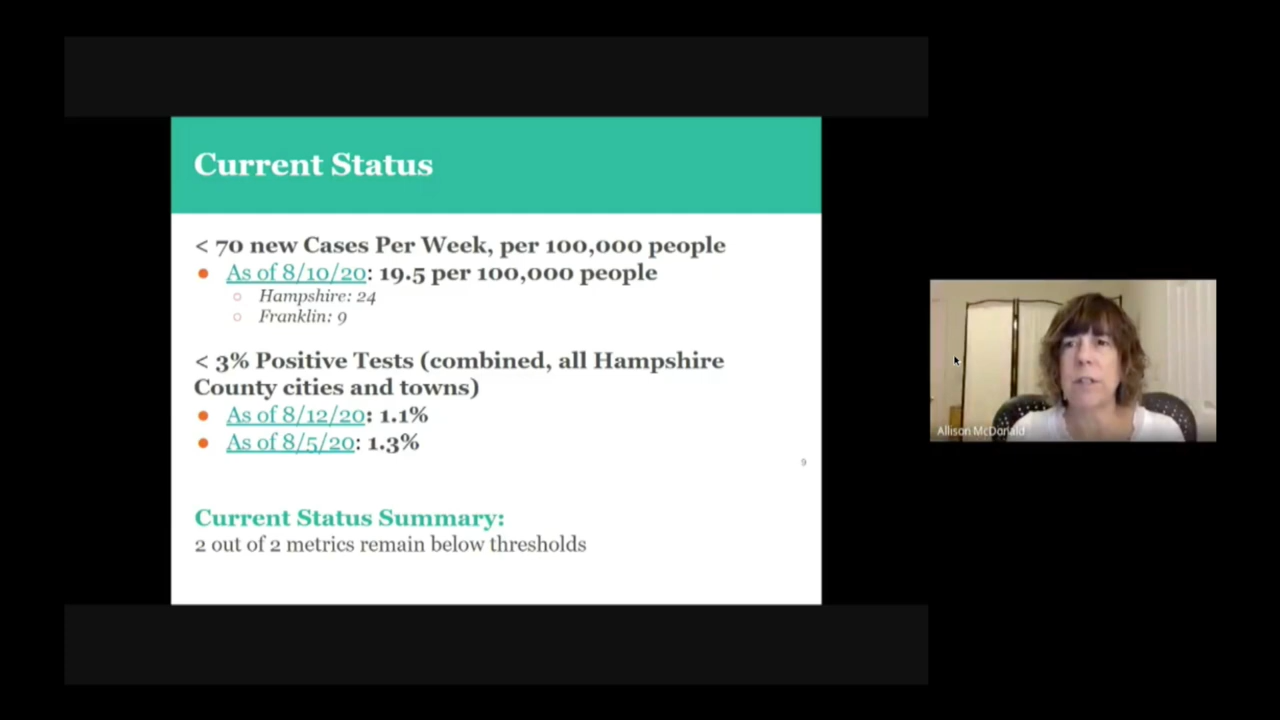 Current Status
< 70 new Cases Per Week, per 100,000 people
As of 8/10/20: 19.5 per 100,000 people
Hampshire: 24
Franklin: 9
< 3% Positive Tests (combined, all Hampshire
County cities and towns)
As of 8/12/20: 1.1%
As of 8/5/20: 1.3%
9
Current Status Summary:
2 out of 2 metrics remain below thresholds
Allison McDonald